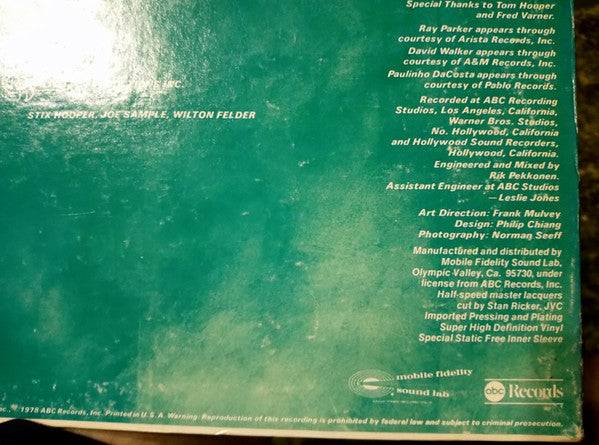 INC.
STIX HOOPER, JOE SAMPLE, WILTON FELDER
Special Thanks to Tom Hooper
and Fred Varner.
Ray Parker appears through
courtesy of Arista Records, Inc.
David Walker appears through
courtesy of A&M Records, Inc.
Paulinho DaCosta appears through
courtesy of Pablo Records.
Recorded at ABC Recording
Studios, Los Angeles, California,
Warner Bros. Studios,
No. Hollywood, California
and Hollywood Sound Recorders,
Hollywood, California.
Engineered and Mixed by
Rik Pekkonen.
Assistant Engineer at ABC Studios
—Leslie Jones
Art Direction: Frank Mulvey
Design: Philip Chiang
Photography: Norman Seeff
Manufactured and distributed by
Mobile Fidelity Sound Lab,
Olympic Valley, Ca. 95730, under
license from ABC Records, Inc.
Half-speed master lacquers
cut by Stan Ricker, JVC
Imported Pressing and Plating
Super High Definition Vinyl
Special Static Free Inner Sleeve
mobile fidelity
sound lab
abc Records
Inc., ℗ 1978 ABC Records, Inc. Printed in U.S.A. Warning: Reproduction of this recording is prohibited by federal law and subject to criminal prosecution.